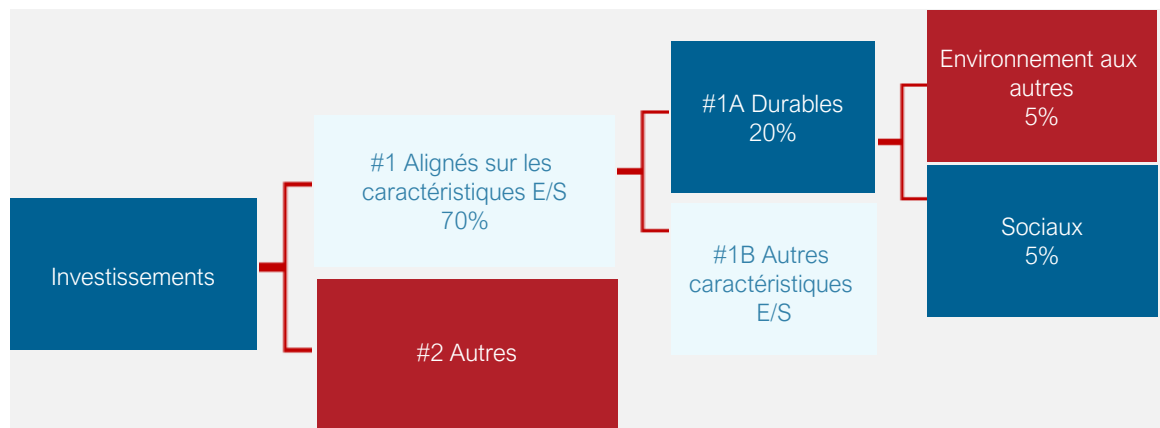 Investissements
#1 Alignés sur les
caractéristiques E/S
70%
#2 Autres
#1A Durables
20%
#1B Autres
caractéristiques
E/S
Environnement aux
autres
5%
Sociaux
5%